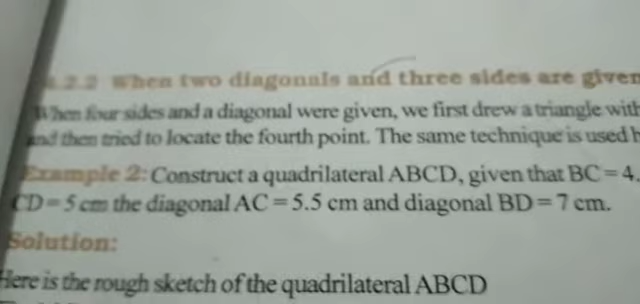 4.2.2 When two diagonals and three sides are given
When four sides and a diagonal were given, we first drew a triangle with
and then tried to locate the fourth point. The same technique is used h
Example 2: Construct a quadrilateral ABCD, given that BC = 4.
CD = 5 cm the diagonal AC = 5.5 cm and diagonal BD = 7 cm.
Solution:
Here is the rough sketch of the quadrilateral ABCD